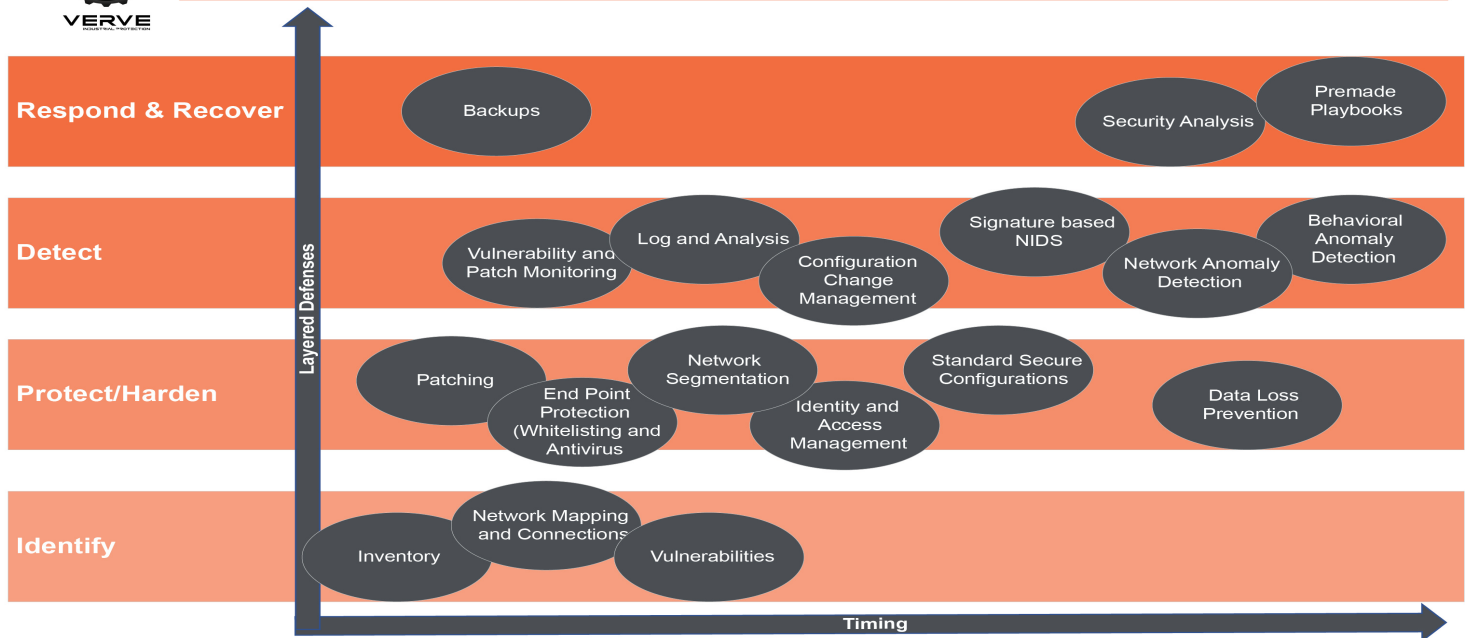 VERVE
INDUSTRIAL PROTECTION
Respond & Recover
Backups
Security Analysis
Premade
Playbooks
Detect
Vulnerability and
Patch Monitoring
Log and Analysis
Configuration
Change
Management
Signature based
NIDS
Network Anomaly
Detection
Behavioral
Anomaly
Detection
Layered Defenses
Protect/Harden
Patching
End Point
Protection
(Whitelisting and
Antivirus
Network
Segmentation
Identity and
Access
Management
Standard Secure
Configurations
Data Loss
Prevention
Identify
Inventory
Network Mapping
and Connections
Vulnerabilities
Timing